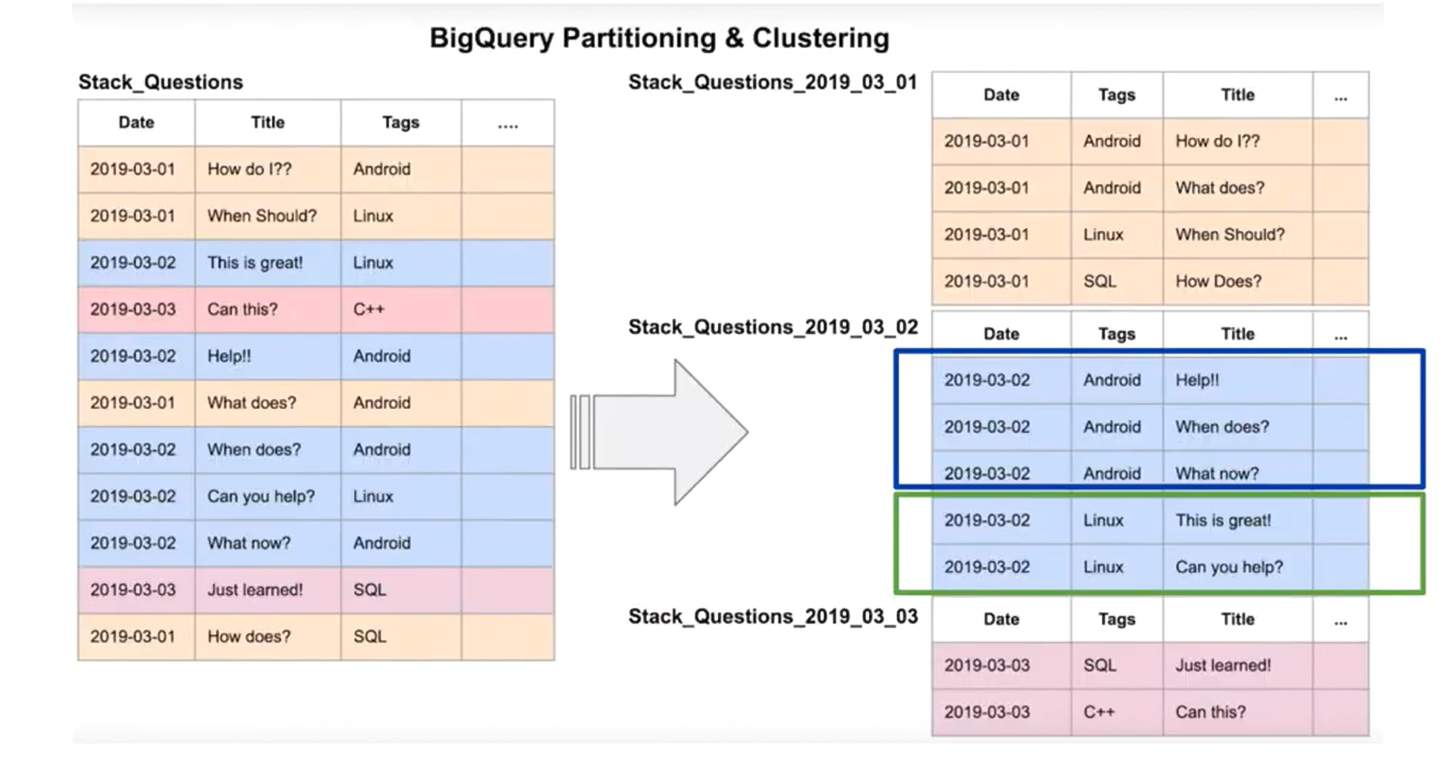 BigQuery Partitioning & Clustering
Stack_Questions
Date Title Tags ....
2019-03-01 How do I?? Android
2019-03-01 When Should? Linux
2019-03-02 This is great! Linux
2019-03-03 Can this? C++
2019-03-02 Help!! Android
2019-03-01 What does? Android
2019-03-02 When does? Android
2019-03-02 Can you help? Linux
2019-03-02 What now? Android
2019-03-03 Just learned! SQL
2019-03-01 How does? SQL
Stack_Questions_2019_03_01
Date Tags Title ...
2019-03-01 Android How do I??
2019-03-01 Android What does?
2019-03-01 Linux When Should?
2019-03-01 SQL How Does?
Stack_Questions_2019_03_02
Date Tags Title ...
2019-03-02 Android Help!!
2019-03-02 Android When does?
2019-03-02 Android What now?
2019-03-02 Linux This is great!
2019-03-02 Linux Can you help?
Stack_Questions_2019_03_03
Date Tags Title ...
2019-03-03 SQL Just learned!
2019-03-03 C++ Can this?